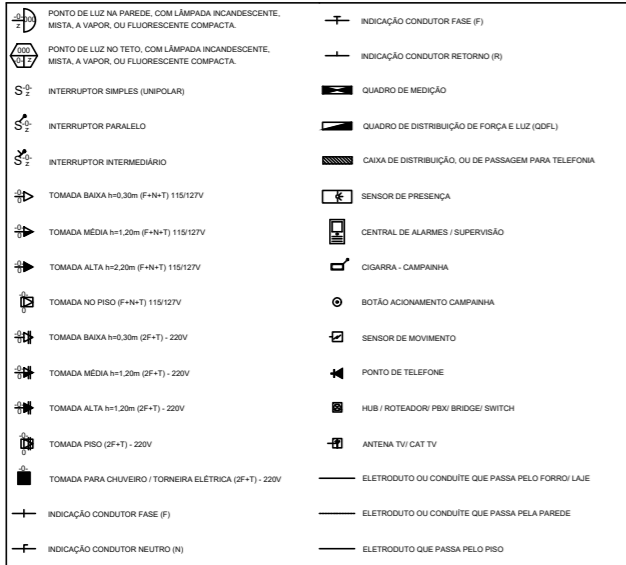 PONTO DE LUZ NA PAREDE, COM LÂMPADA INCANDESCENTE,
MISTA, A VAPOR, OU FLUORESCENTE COMPACTA.
000
PONTO DE LUZ NO TETO, COM LÂMPADA INCANDESCENTE,
MISTA, A VAPOR, OU FLUORESCENTE COMPACTA.
-0- z
S -0- z
INTERRUPTOR SIMPLES (UNIPOLAR)
S -0- z
INTERRUPTOR PARALELO
S -0- z
INTERRUPTOR INTERMEDIÁRIO
TOMADA BAIXA h=0,30m (F+N+T) 115/127V
TOMADA MÉDIA h=1,20m (F+N+T) 115/127V
TOMADA ALTA h=2,20m (F+N+T) 115/127V
TOMADA NO PISO (F+N+T) 115/127V
TOMADA BAIXA h=0,30m (2F+T) - 220V
TOMADA MÉDIA h=1,20m (2F+T) - 220V
TOMADA ALTA h=1,20m (2F+T) - 220V
TOMADA PISO (2F+T) - 220V
TOMADA PARA CHUVEIRO / TORNEIRA ELÉTRICA (2F+T) - 220V
INDICAÇÃO CONDUTOR FASE (F)
INDICAÇÃO CONDUTOR NEUTRO (N)
INDICAÇÃO CONDUTOR FASE (F)
INDICAÇÃO CONDUTOR RETORNO (R)
QUADRO DE MEDIÇÃO
QUADRO DE DISTRIBUIÇÃO DE FORÇA E LUZ (QDFL)
CAIXA DE DISTRIBUIÇÃO, OU DE PASSAGEM PARA TELEFONIA
SENSOR DE PRESENÇA
CENTRAL DE ALARMES / SUPERVISÃO
CIGARRA - CAMPAINHA
BOTÃO ACIONAMENTO CAMPAINHA
SENSOR DE MOVIMENTO
PONTO DE TELEFONE
HUB / ROTEADOR/ PBX/ BRIDGE/ SWITCH
ANTENA TV/ CAT TV
ELETRODUTO OU CONDUÍTE QUE PASSA PELO FORRO/ LAJE
ELETRODUTO OU CONDUÍTE QUE PASSA PELA PAREDE
ELETRODUTO QUE PASSA PELO PISO